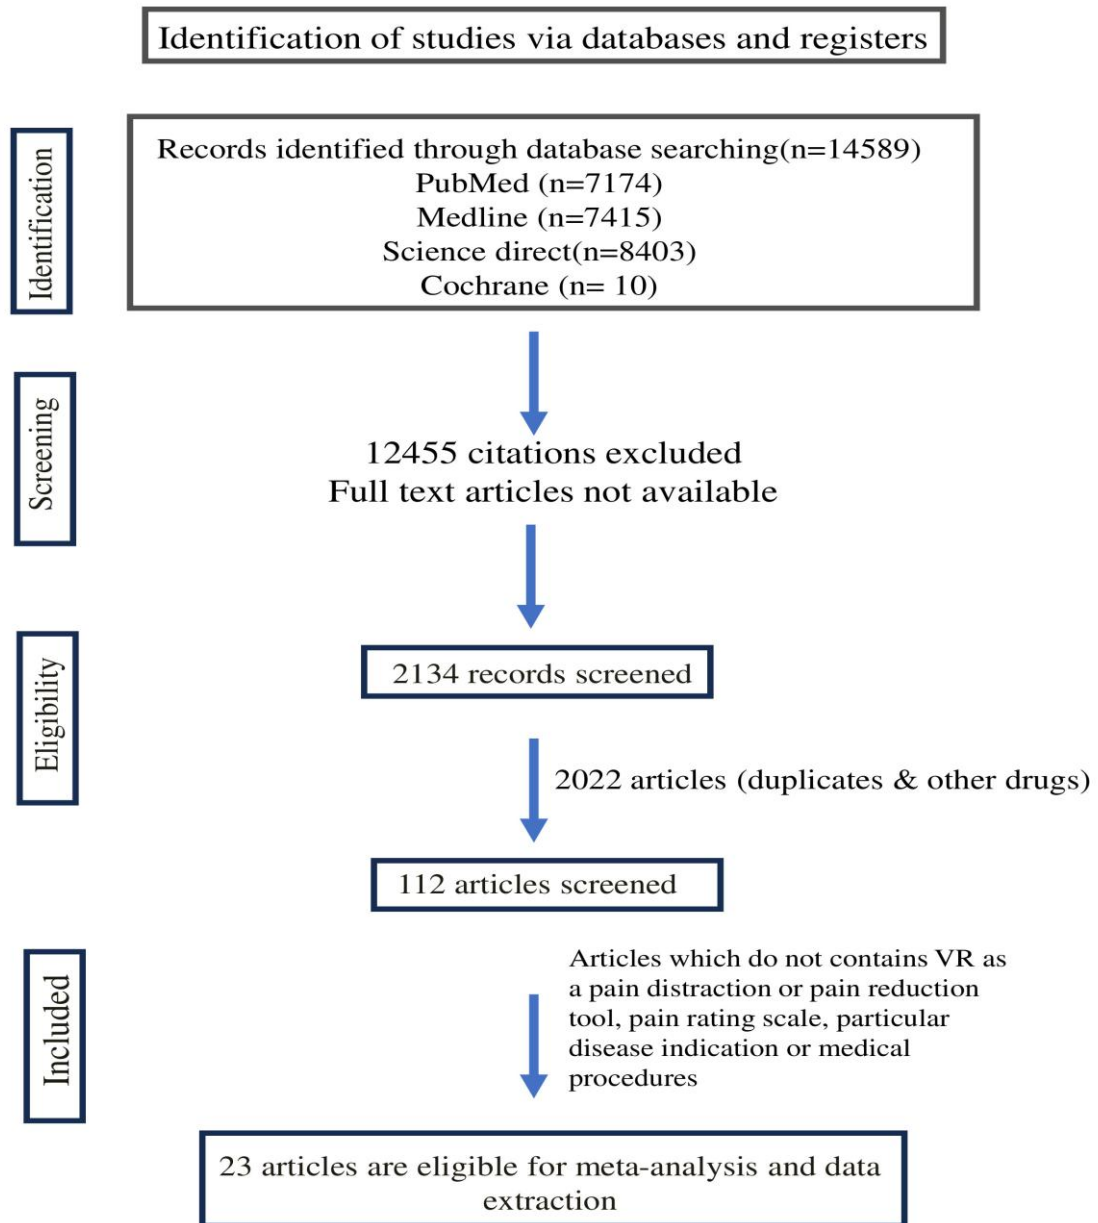 Identification of studies via databases and registers
Identification
Records identified through database searching(n=14589)
PubMed (n=7174)
Medline (n=7415)
Science direct(n=8403)
Cochrane (n= 10)
Screening
12455 citations excluded
Full text articles not available
Eligibility
2134 records screened
2022 articles (duplicates & other drugs)
112 articles screened
Included
Articles which do not contains VR as
a pain distraction or pain reduction
tool, pain rating scale, particular
disease indication or medical
procedures
23 articles are eligible for meta-analysis and data
extraction